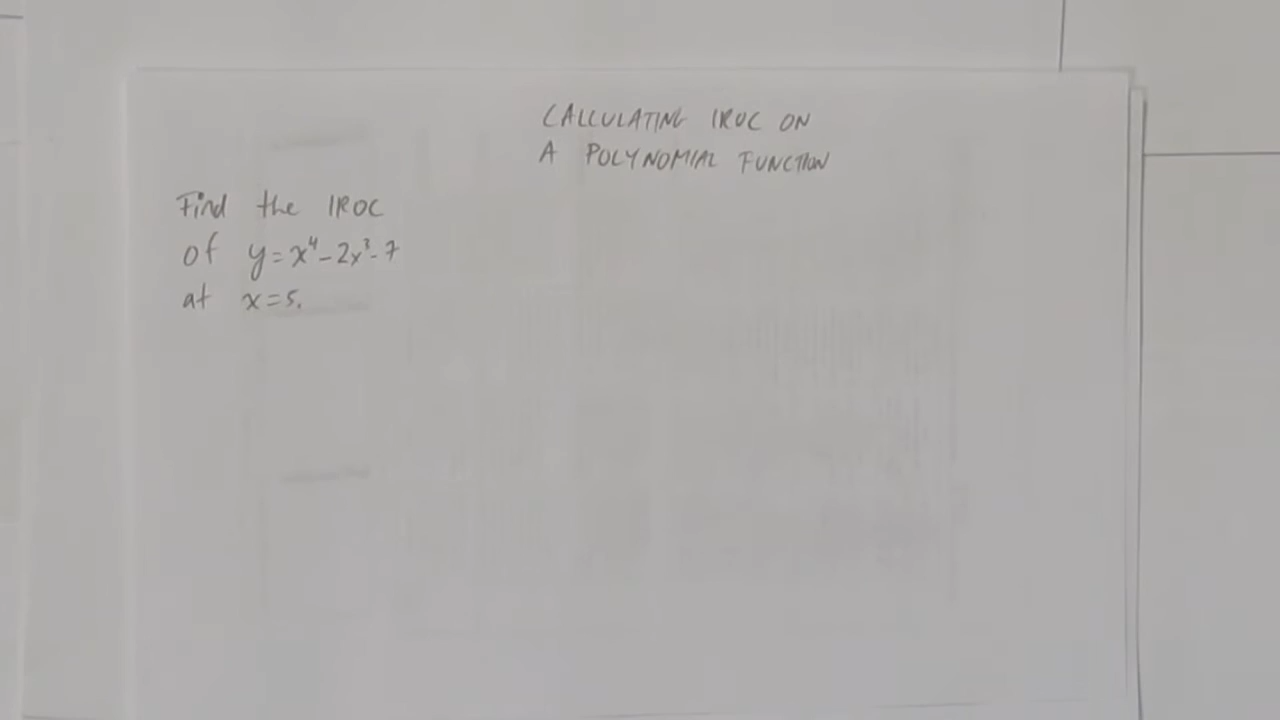 CALCULATING IROC ON
A POLYNOMIAL FUNCTION
Find the IROC
of y=x⁴-2x³-7
at x=5.